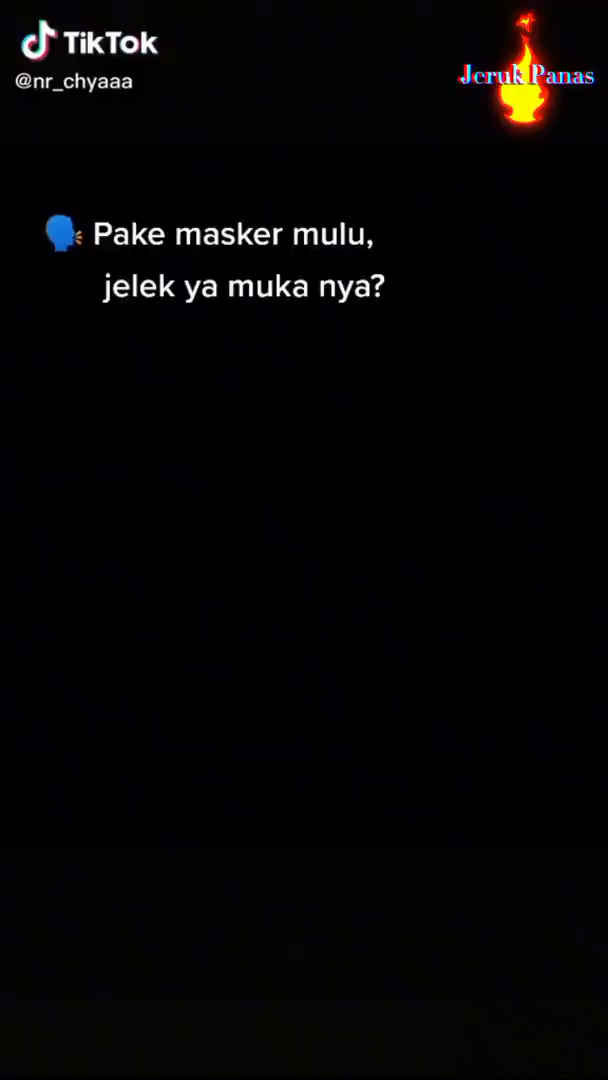 TikTok
@nr_chyaaa
Jeruk Panas
Pake masker mulu,
jelek ya muka nya?